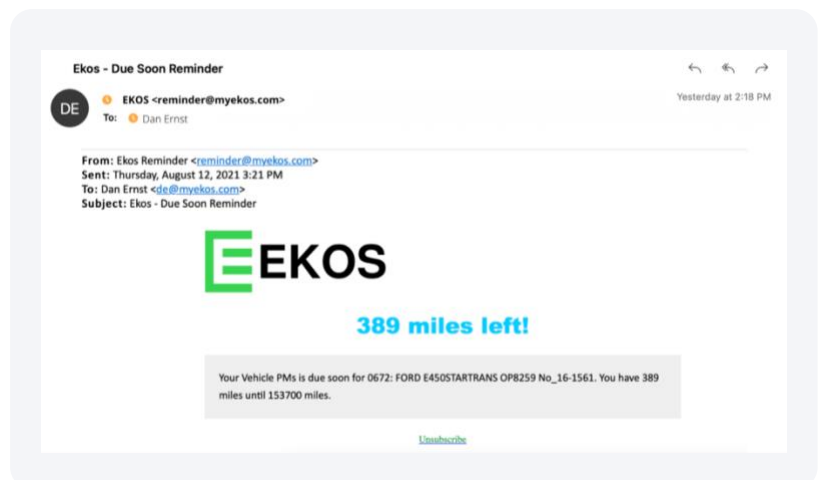 Ekos - Due Soon Reminder
DE
EKOS <reminder@myekos.com>
Yesterday at 2:18 PM
To: Dan Ernst
From: Ekos Reminder <reminder@myekos.com>
Sent: Thursday, August 12, 2021 3:21 PM
To: Dan Ernst <de@myekos.com>
Subject: Ekos - Due Soon Reminder
EKOS
389 miles left!
Your Vehicle PMs is due soon for 0672: FORD E450STARTRANS OP8259 No_16-1561. You have 389
miles until 153700 miles.
Unsubscribe